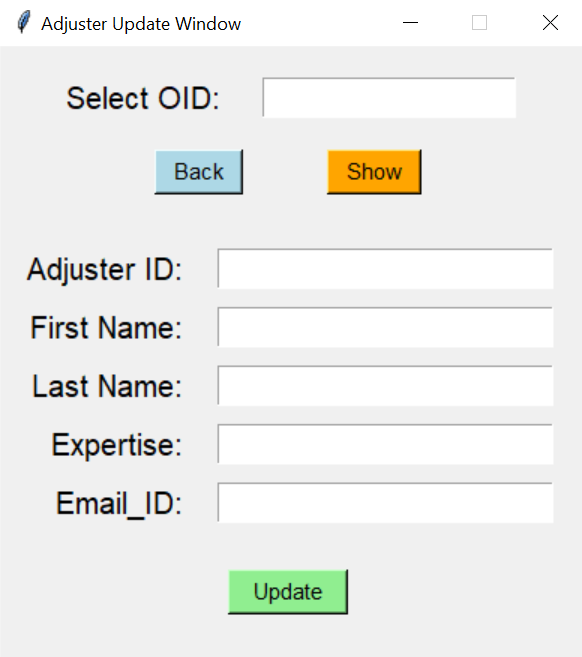 Adjuster Update Window
Select OID:
Back Show
Adjuster ID:
First Name:
Last Name:
Expertise:
Email_ID:
Update